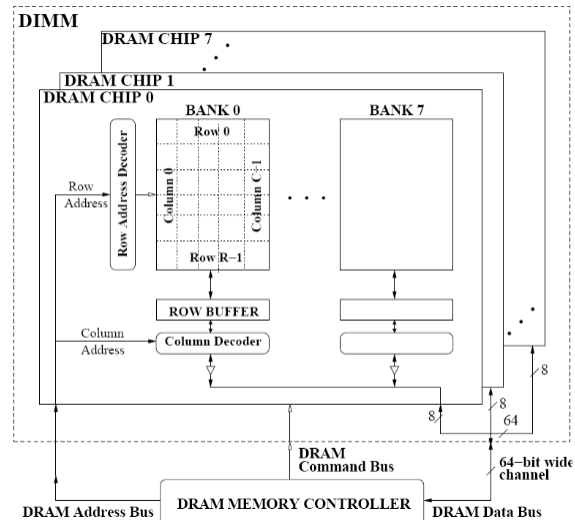 DIMM
DRAM CHIP 7
DRAM CHIP 1
DRAM CHIP 0
BANK 0
BANK 7
Row Address Decoder
Row 0
Column 0
Column C−1
Row
Address
Row R−1
ROW BUFFER
Column
Address
Column Decoder
8
8
8
64
DRAM
Command Bus
64−bit wide
channel
DRAM Address Bus
DRAM MEMORY CONTROLLER
DRAM Data Bus